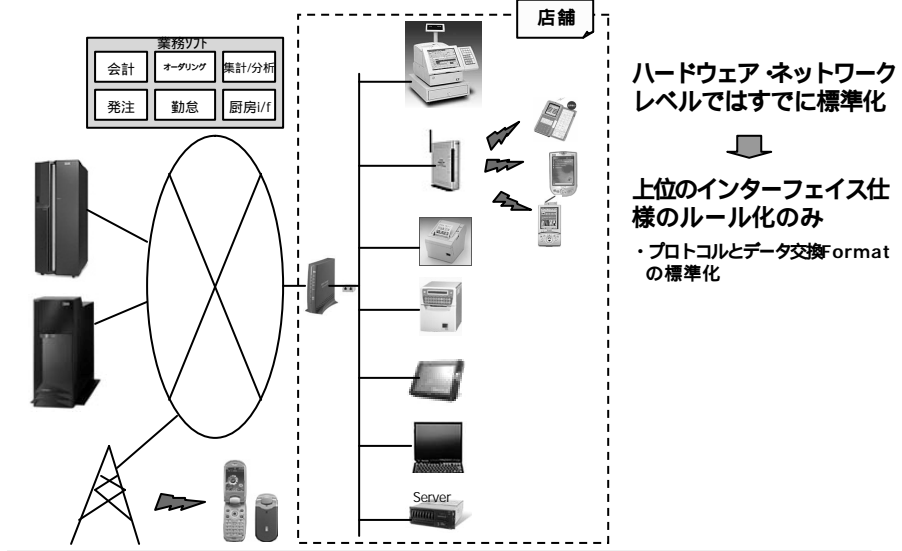 店舗
業務ソフト
会計
オーダリング
集計/分析
発注
勤怠
厨房i/f
ハードウェア・ネットワーク
レベルではすでに標準化
上位のインターフェイス仕
様のルール化のみ
・プロトコルとデータ交換Format
の標準化
Server